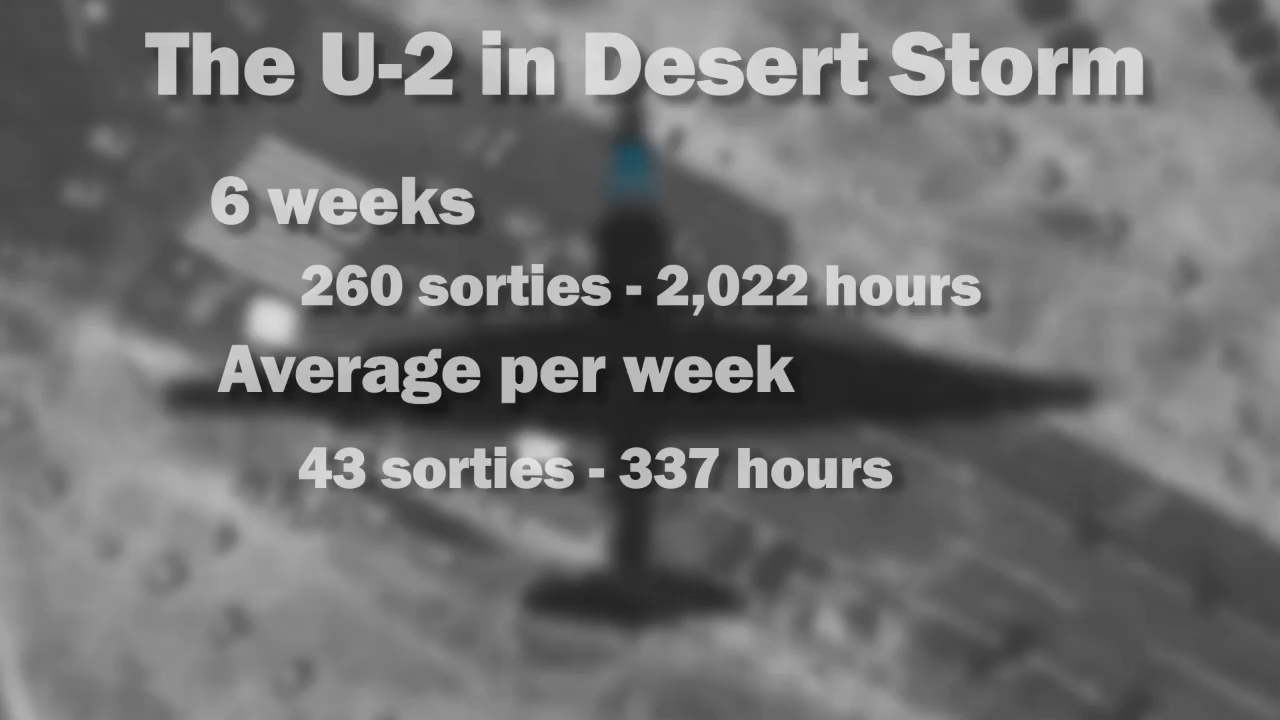 The U-2 in Desert Storm
6 weeks
260 sorties - 2,022 hours
Average per week
43 sorties - 337 hours